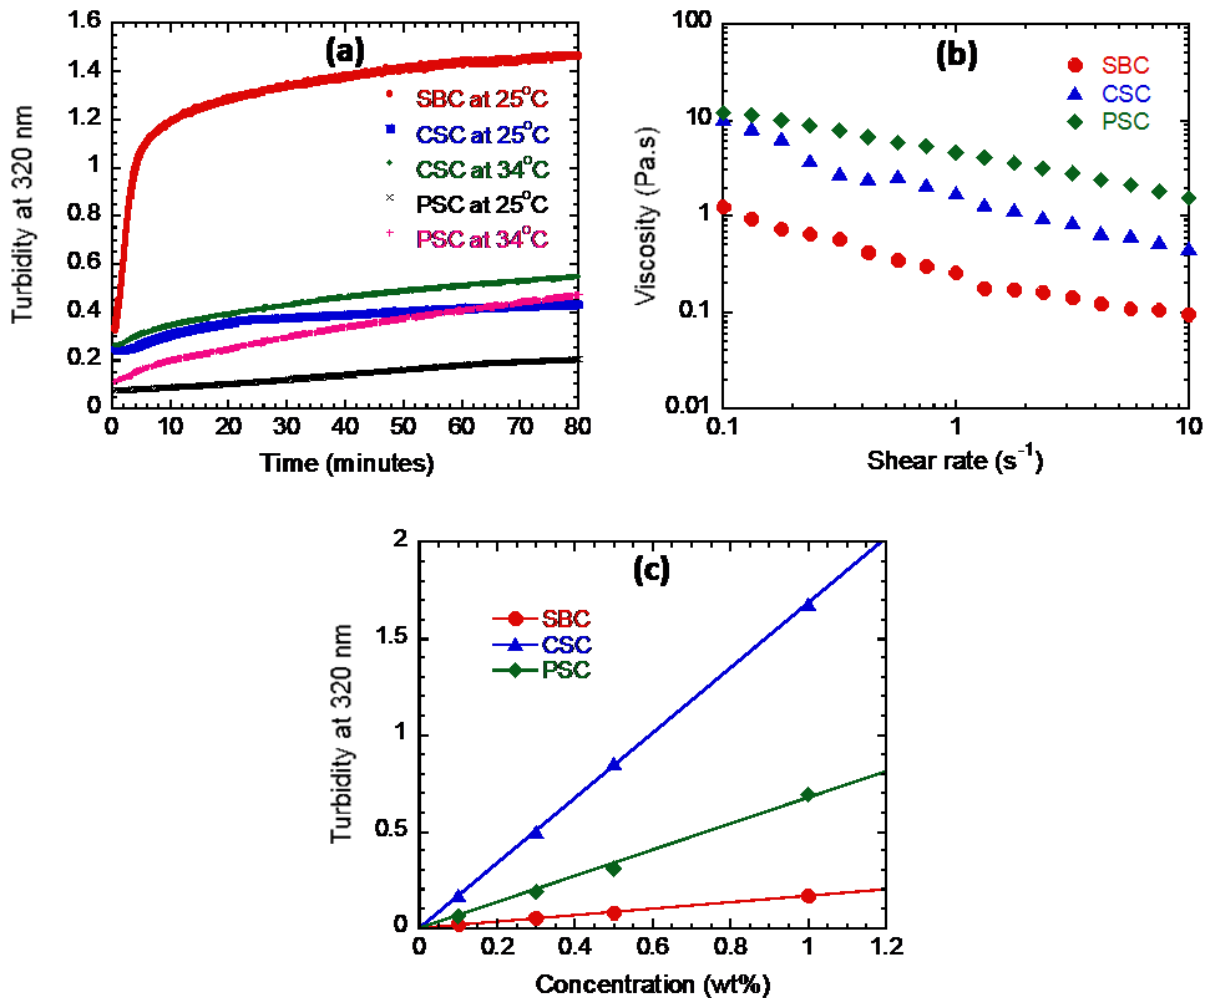 (a)
1.6
1.4
1.2
1
0.8
0.6
0.4
0.2
0
Turbidity at 320 nm
SBC at 25°C
CSC at 25°C
CSC at 34°C
PSC at 25°C
PSC at 34°C
0 10 20 30 40 50 60 70 80
Time (minutes)
(b)
100
10
1
0.1
0.01
Viscosity (Pa.s)
SBC
CSC
PSC
0.1 1 10
Shear rate (s⁻¹)
(c)
2
1.5
1
0.5
0
Turbidity at 320 nm
SBC
CSC
PSC
0 0.2 0.4 0.6 0.8 1 1.2
Concentration (wt%)